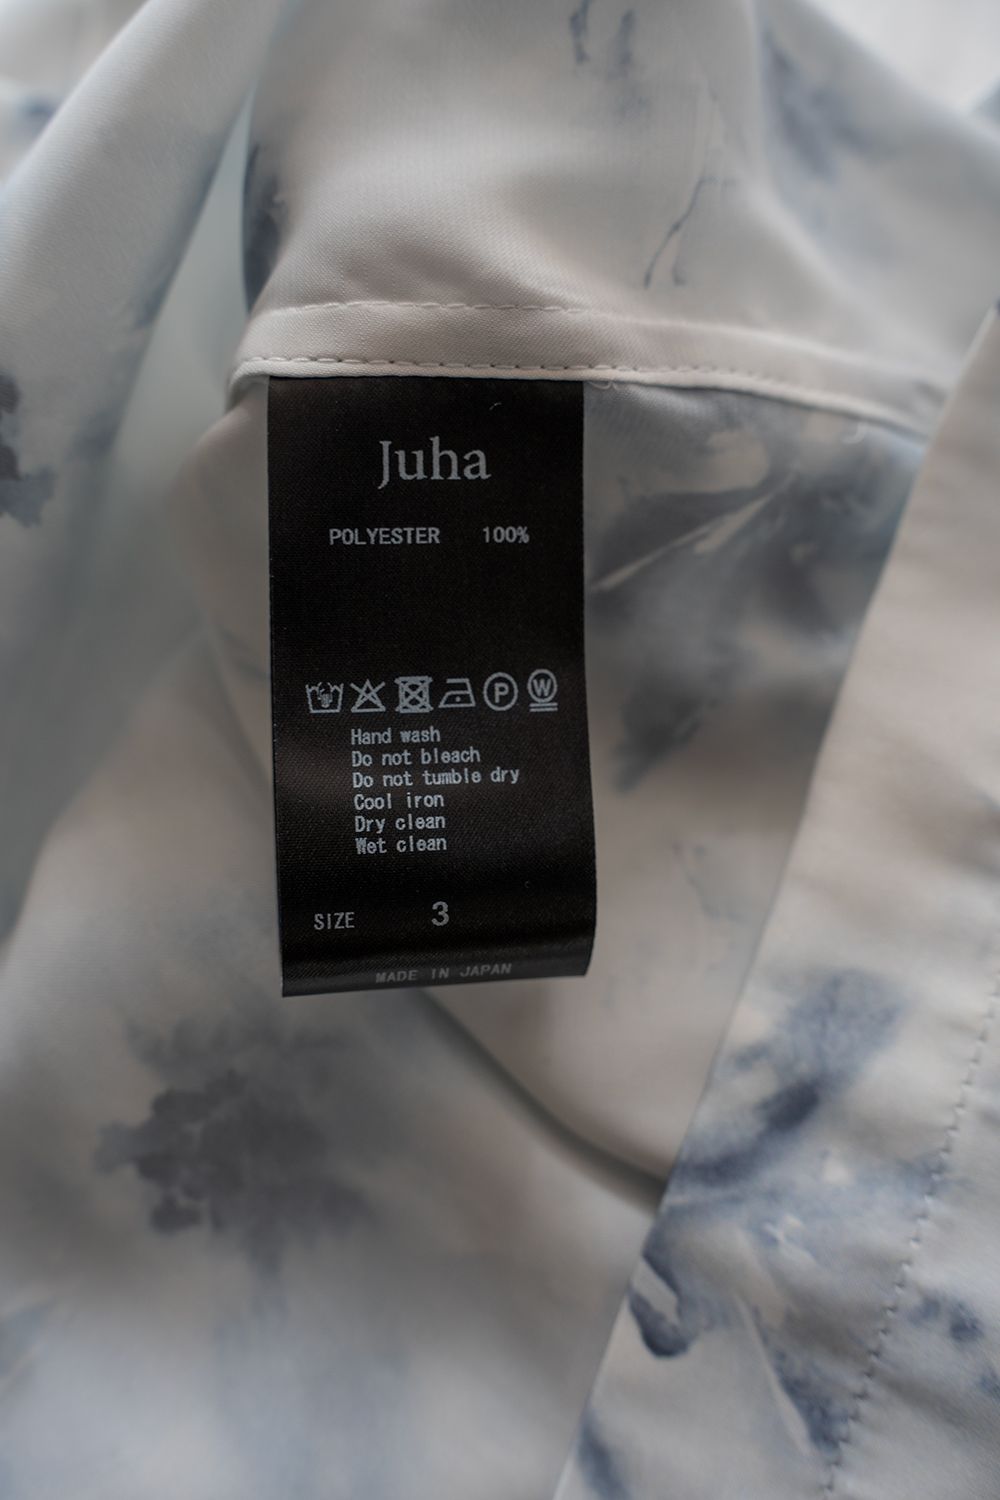 Juha
POLYESTER 100%
P W
Hand wash
Do not bleach
Do not tumble dry
Cool iron
Dry clean
Wet clean
SIZE 3
MADE IN JAPAN